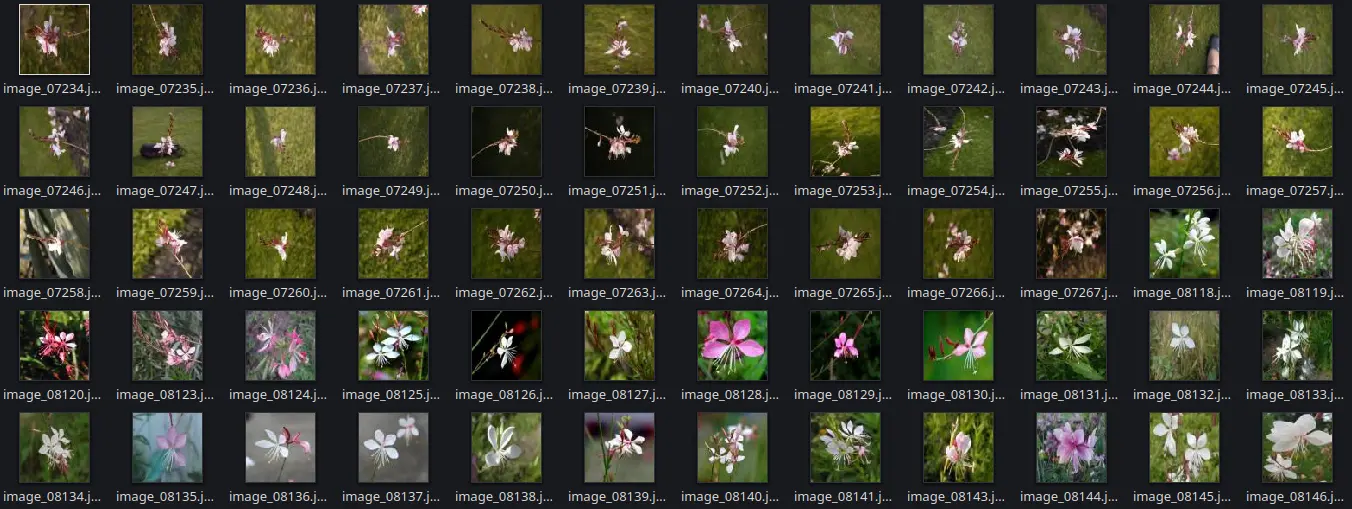 image_07234.j... image_07235.j... image_07236.j... image_07237.j... image_07238.j... image_07239.j... image_07240.j... image_07241.j... image_07242.j... image_07243.j... image_07244.j... image_07245.j...
image_07246.j... image_07247.j... image_07248.j... image_07249.j... image_07250.j... image_07251.j... image_07252.j... image_07253.j... image_07254.j... image_07255.j... image_07256.j... image_07257.j...
image_07258.j... image_07259.j... image_07260.j... image_07261.j... image_07262.j... image_07263.j... image_07264.j... image_07265.j... image_07266.j... image_07267.j... image_08118.j... image_08119.j...
image_08120.j... image_08123.j... image_08124.j... image_08125.j... image_08126.j... image_08127.j... image_08128.j... image_08129.j... image_08130.j... image_08131.j... image_08132.j... image_08133.j...
image_08134.j... image_08135.j... image_08136.j... image_08137.j... image_08138.j... image_08139.j... image_08140.j... image_08141.j... image_08143.j... image_08144.j... image_08145.j... image_08146.j...